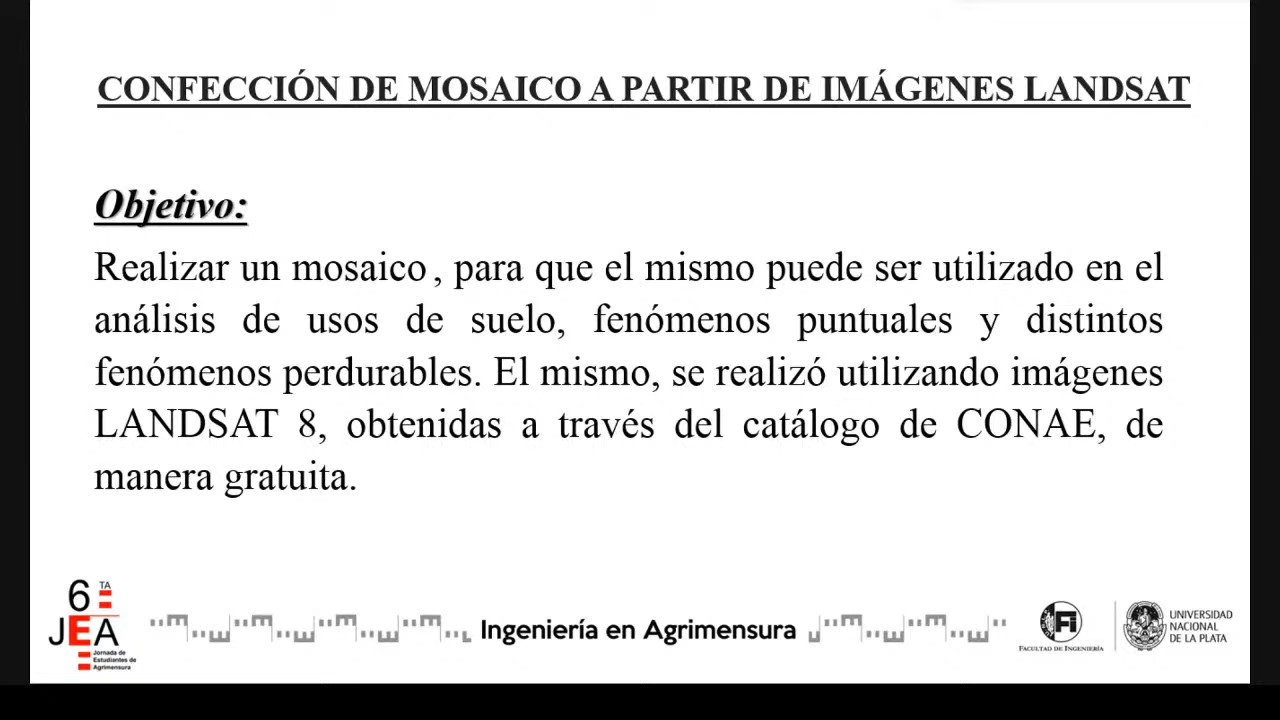 CONFECCIÓN DE MOSAICO A PARTIR DE IMÁGENES LANDSAT
Objetivo:
Realizar un mosaico, para que el mismo puede ser utilizado en el
análisis de usos de suelo, fenómenos puntuales y distintos
fenómenos perdurables. El mismo, se realizó utilizando imágenes
LANDSAT 8, obtenidas a través del catálogo de CONAE, de
manera gratuita.
6 TA
JEA
Jornada de
Estudiantes de
Agrimensura
Ingeniería en Agrimensura
Fi
FACULTAD DE INGENIERÍA
UNIVERSIDAD
NACIONAL
DE LA PLATA